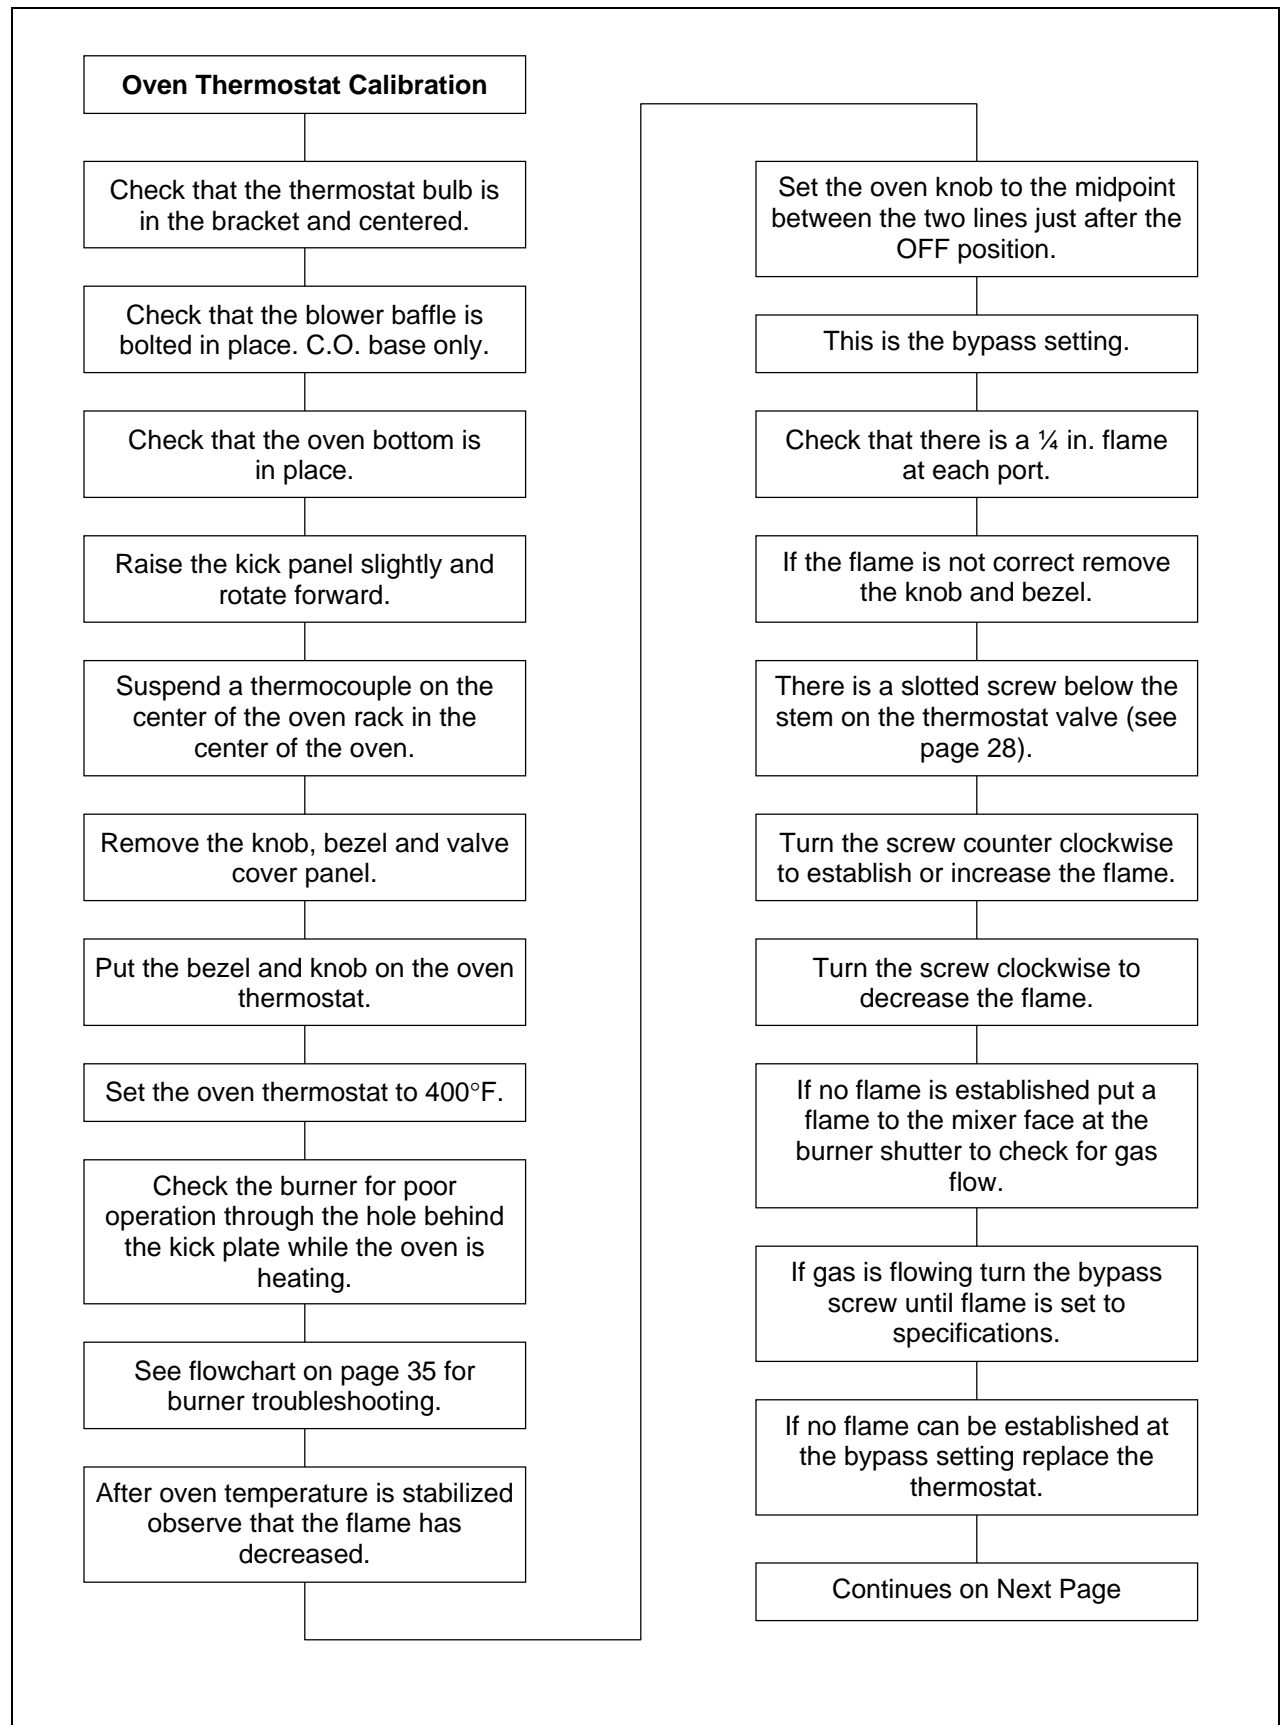 Oven Thermostat Calibration
Check that the thermostat bulb is
in the bracket and centered.
Check that the blower baffle is
bolted in place. C.O. base only.
Check that the oven bottom is
in place.
Raise the kick panel slightly and
rotate forward.
Suspend a thermocouple on the
center of the oven rack in the
center of the oven.
Remove the knob, bezel and valve
cover panel.
Put the bezel and knob on the oven
thermostat.
Set the oven thermostat to 400°F.
Check the burner for poor
operation through the hole behind
the kick plate while the oven is
heating.
See flowchart on page 35 for
burner troubleshooting.
After oven temperature is stabilized
observe that the flame has
decreased.
Set the oven knob to the midpoint
between the two lines just after the
OFF position.
This is the bypass setting.
Check that there is a ¼ in. flame
at each port.
If the flame is not correct remove
the knob and bezel.
There is a slotted screw below the
stem on the thermostat valve (see
page 28).
Turn the screw counter clockwise
to establish or increase the flame.
Turn the screw clockwise to
decrease the flame.
If no flame is established put a
flame to the mixer face at the
burner shutter to check for gas
flow.
If gas is flowing turn the bypass
screw until flame is set to
specifications.
If no flame can be established at
the bypass setting replace the
thermostat.
Continues on Next Page